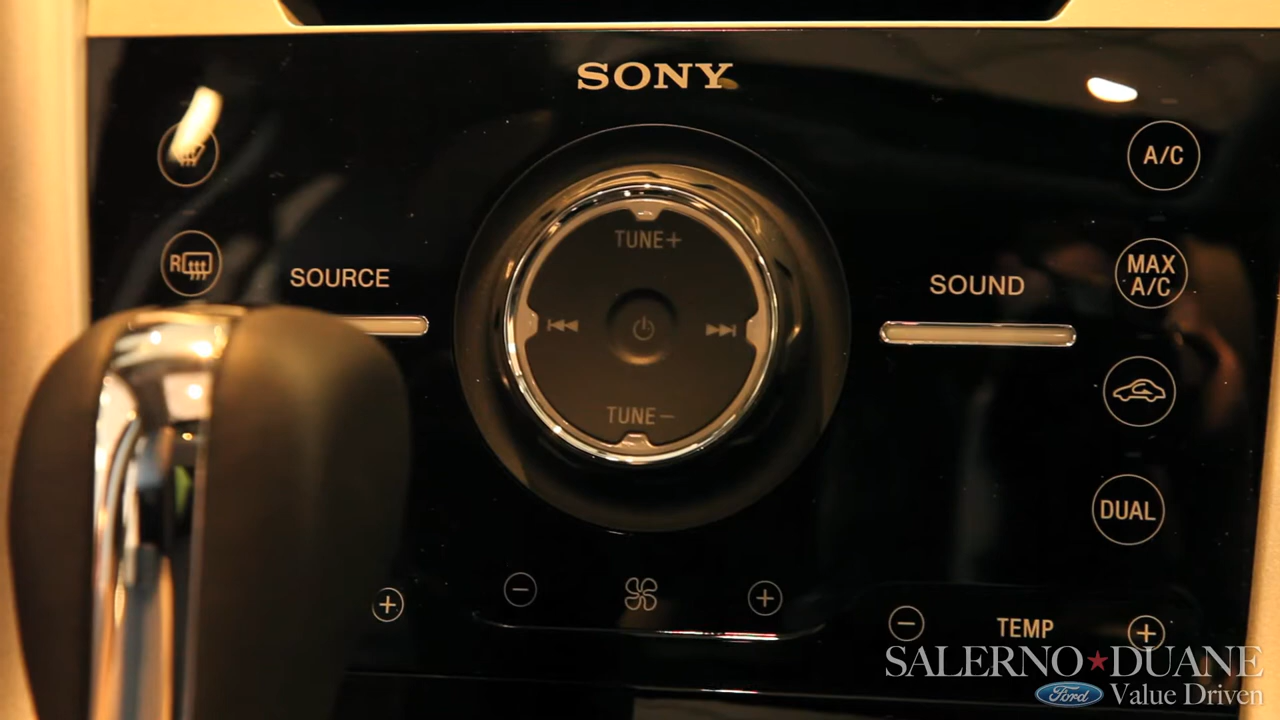 SONY
A/C
TUNE+
R
SOURCE
SOUND
MAX
A/C
TUNE−
DUAL
TEMP
SALERNO★DUANE
Ford Value Driven